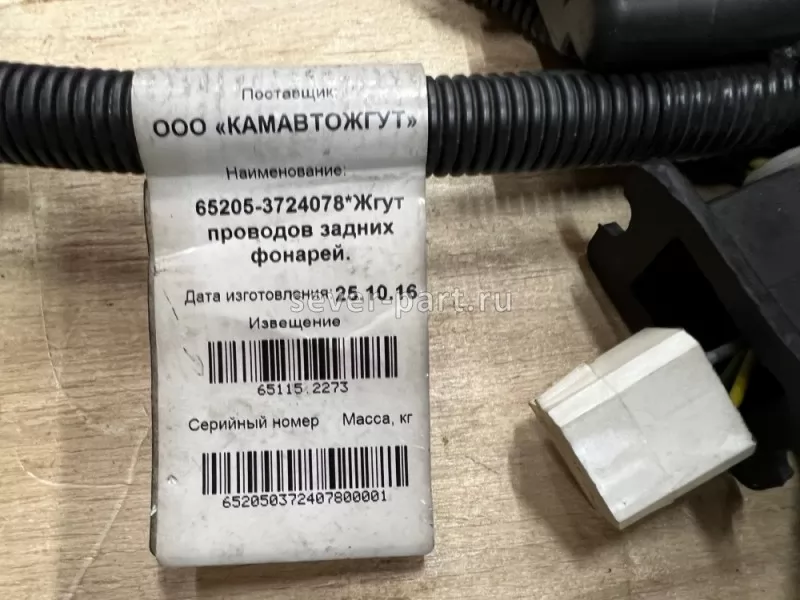 Поставщик:
ООО «КАМАВТОЖГУТ»
Наименование:
65205-3724078*Жгут
проводов задних
фонарей.
Дата изготовления: 25.10.16
sever-part.ru
Извещение
65115.2273
Серийный номер Масса, кг
652050372407800001